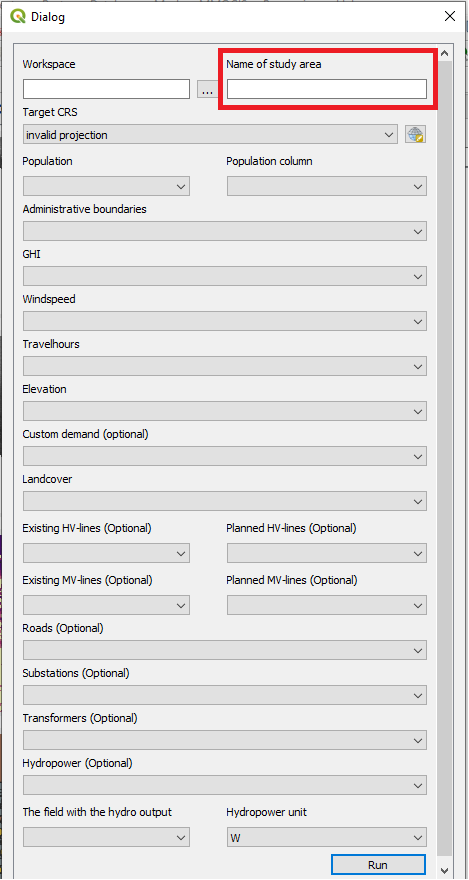 Dialog
Workspace
Name of study area
...
Target CRS
invalid projection
Population
Population column
Administrative boundaries
GHI
Windspeed
Travelhours
Elevation
Custom demand (optional)
Landcover
Existing HV-lines (Optional)
Planned HV-lines (Optional)
Existing MV-lines (Optional)
Planned MV-lines (Optional)
Roads (Optional)
Substations (Optional)
Transformers (Optional)
Hydropower (Optional)
The field with the hydro output
Hydropower unit
W
Run